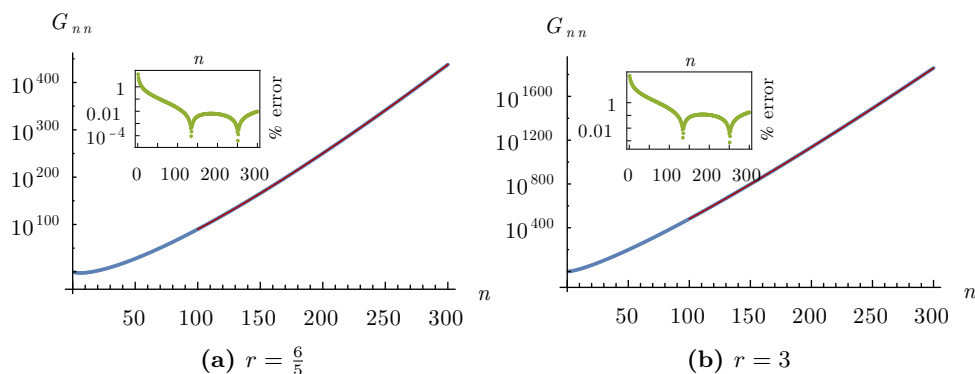 G_{nn}
10^{400}
10^{300}
10^{200}
10^{100}
n
1
0.01
10^{-4}
% error
0 100 200 300
50 100 150 200 250 300
n
(a) r = \frac{6}{5}
G_{nn}
10^{1600}
10^{1200}
10^{800}
10^{400}
n
1
0.01
% error
0 100 200 300
50 100 150 200 250 300
n
(b) r = 3